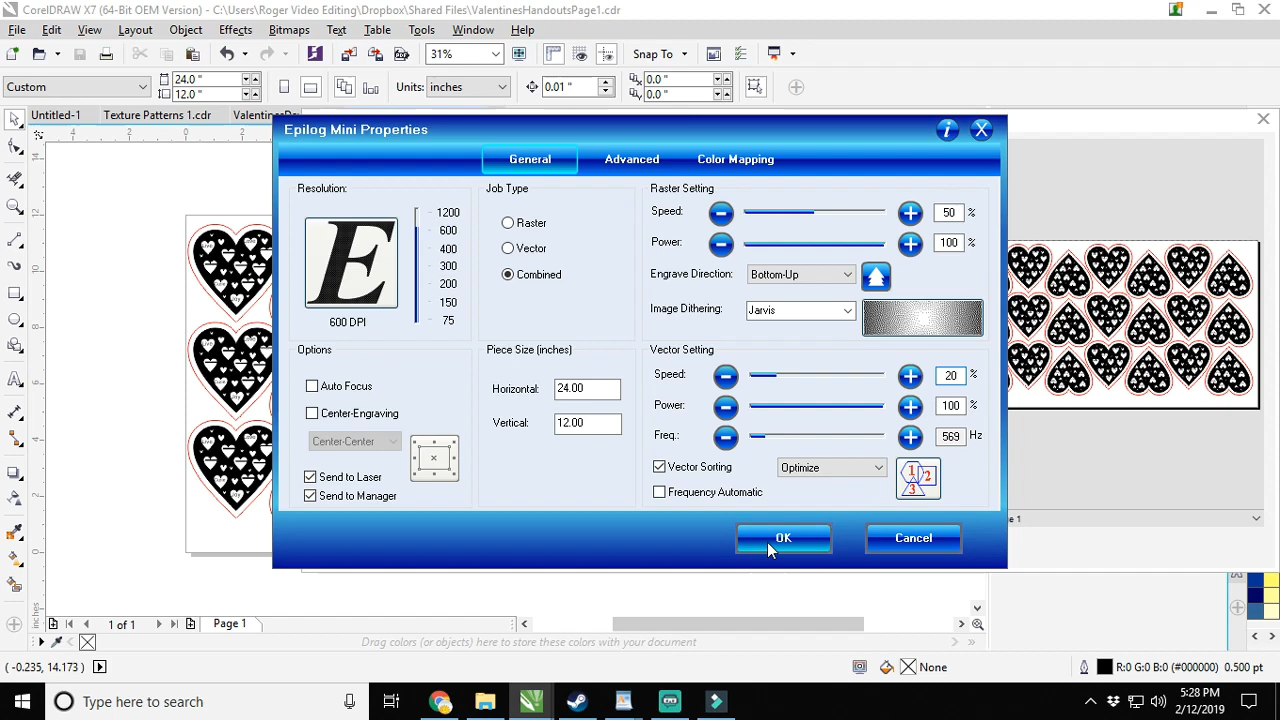 CorelDRAW X7 (64-Bit OEM Version) - C:\Users\Roger Video Editing\Dropbox\Shared Files\ValentinesHandoutsPage1.cdr
File Edit View Layout Object Effects Bitmaps Text Table Tools Window Help
31% Snap To
Custom 24.0 " 12.0 " Units: inches 0.01 " 0.0 " 0.0 "
Untitled-1 Texture Patterns 1.cdr
Epilog Mini Properties
General Advanced Color Mapping
Resolution:
1200
600
400
300
200
150
75
E
600 DPI
Job Type
Raster
Vector
Combined
Raster Setting
Speed: 50 %
Power: 100 %
Engrave Direction: Bottom-Up
Image Dithering: Jarvis
Options
Auto Focus
Center-Engraving
Center-Center
Send to Laser
Send to Manager
Piece Size (inches)
Horizontal: 24.00
Vertical: 12.00
Vector Setting
Speed: 20 %
Power: 100 %
Freq.: 569 Hz
Vector Sorting Optimize
1 2
3
Frequency Automatic
OK Cancel
inches
1 of 1 Page 1
Drag colors (or objects) here to store these colors with your document
( -0.235, 14.173 ) None R:0 G:0 B:0 (#000000) 0.500 pt
Type here to search
5:28 PM
2/12/2019